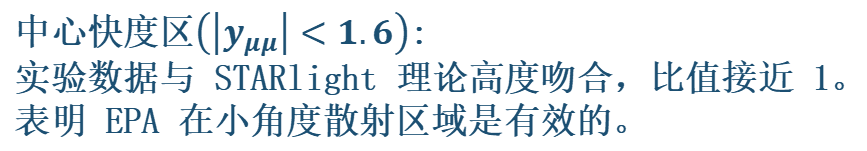 中心快度区(|y_{μμ}| < 1.6):
实验数据与 STARlight 理论高度吻合，比值接近 1。
表明 EPA 在小角度散射区域是有效的。